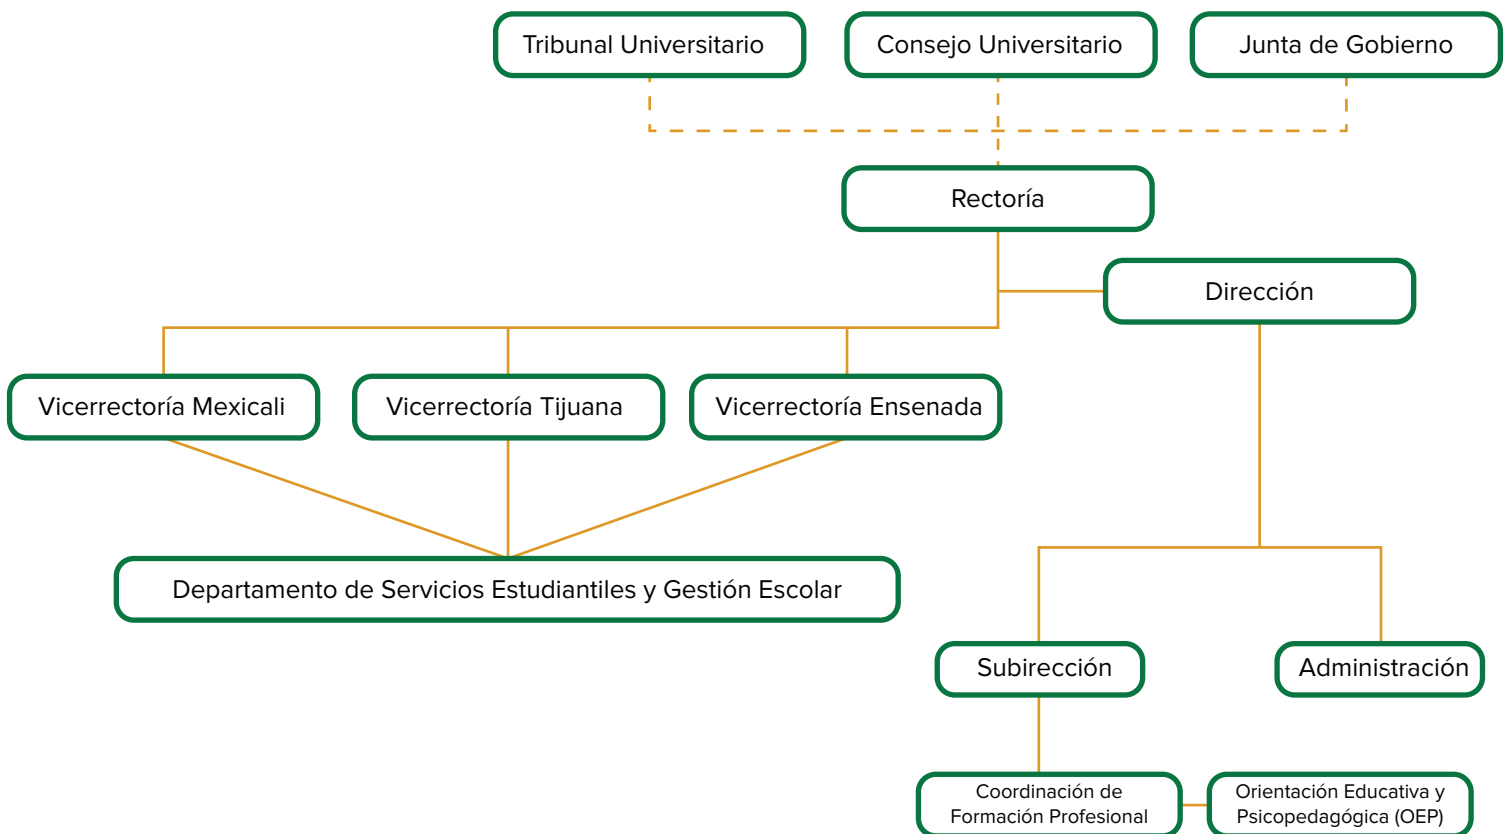 Tribunal Universitario
Consejo Universitario
Junta de Gobierno
Rectoría
Dirección
Vicerrectoría Mexicali
Vicerrectoría Tijuana
Vicerrectoría Ensenada
Departamento de Servicios Estudiantiles y Gestión Escolar
Subirección
Administración
Coordinación de
Formación Profesional
Orientación Educativa y
Psicopedagógica (OEP)